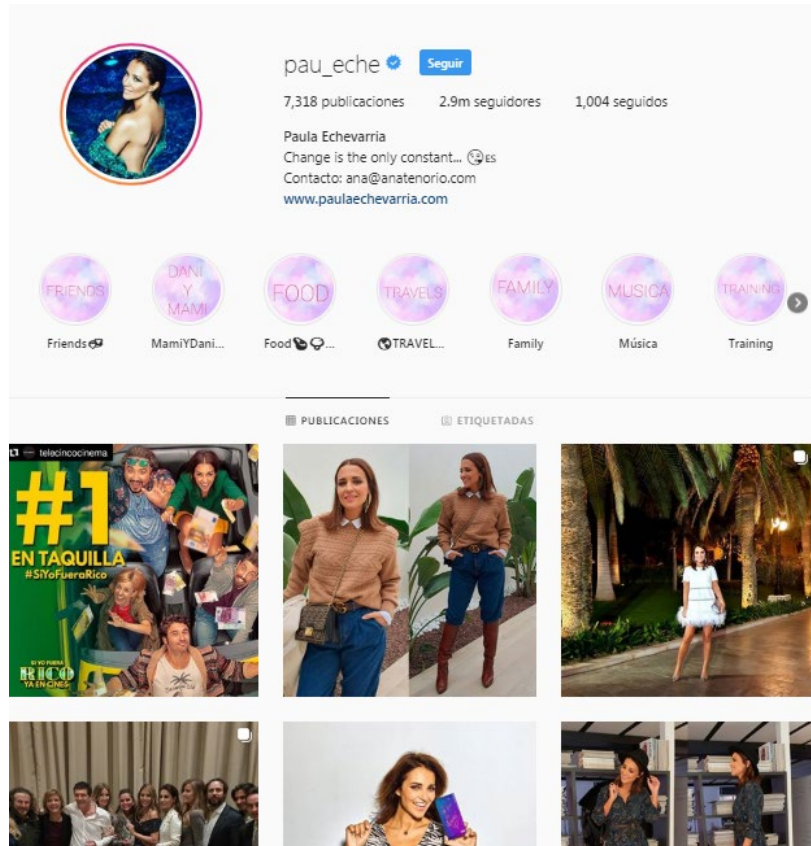 pau_eche
Seguir
7,318 publicaciones 2.9m seguidores 1,004 seguidos
Paula Echevarria
Change is the only constant... 😘ES
Contacto: ana@anatenorio.com
www.paulaechevarria.com
FRIENDS
DANI
Y
MAMI
FOOD
TRAVELS
FAMILY
MUSICA
TRAINING
Friends
MamiYDani...
Food...
TRAVEL...
Family
Música
Training
PUBLICACIONES
ETIQUETADAS
telecincocinema
#1
EN TAQUILLA
#SiYoFueraRico
SI YO FUERA
RICO
YA EN CINES